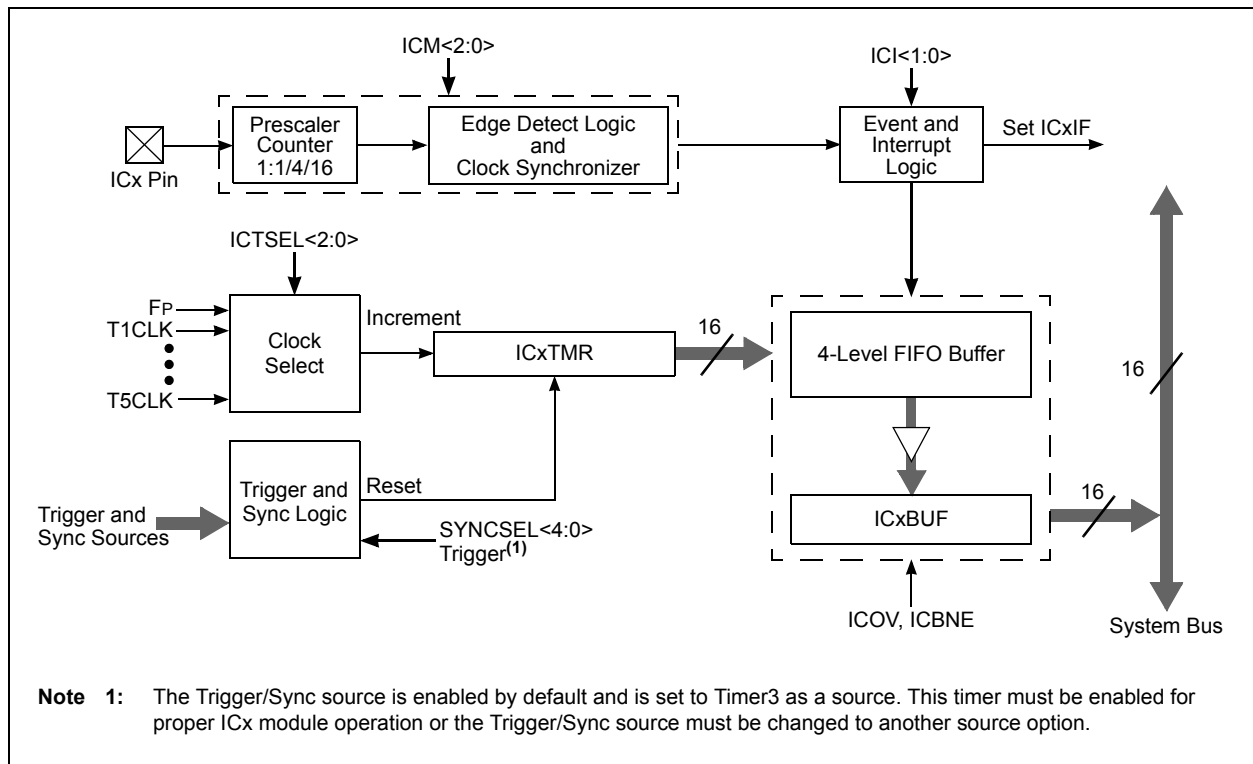 ICM<2:0>
ICI<1:0>
Prescaler
Counter
1:1/4/16
Edge Detect Logic
and
Clock Synchronizer
Event and
Interrupt
Logic
Set ICxIF
ICx Pin
ICTSEL<2:0>
FP
T1CLK
T5CLK
Clock
Select
Increment
ICxTMR
16
4-Level FIFO Buffer
16
Trigger and
Sync Logic
Reset
Trigger and
Sync Sources
SYNCSEL<4:0>
Trigger(1)
ICxBUF
16
ICOV, ICBNE
System Bus
Note 1: The Trigger/Sync source is enabled by default and is set to Timer3 as a source. This timer must be enabled for
proper ICx module operation or the Trigger/Sync source must be changed to another source option.